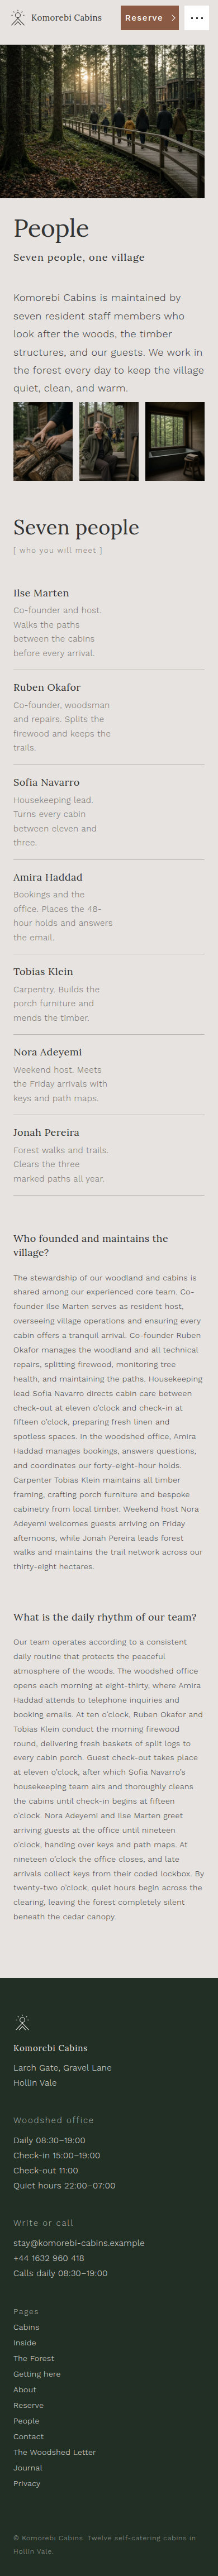 Komorebi Cabins
Reserve
People
Seven people, one village
Komorebi Cabins is maintained by
seven resident staff members who
look after the woods, the timber
structures, and our guests. We work in
the forest every day to keep the village
quiet, clean, and warm.
Seven people
[ who you will meet ]
Ilse Marten
Co-founder and host.
Walks the paths
between the cabins
before every arrival.
Ruben Okafor
Co-founder, woodsman
and repairs. Splits the
firewood and keeps the
trails.
Sofia Navarro
Housekeeping lead.
Turns every cabin
between eleven and
three.
Amira Haddad
Bookings and the
office. Places the 48-
hour holds and answers
the email.
Tobias Klein
Carpentry. Builds the
porch furniture and
mends the timber.
Nora Adeyemi
Weekend host. Meets
the Friday arrivals with
keys and path maps.
Jonah Pereira
Forest walks and trails.
Clears the three
marked paths all year.
Who founded and maintains the
village?
The stewardship of our woodland and cabins is
shared among our experienced core team. Co-
founder Ilse Marten serves as resident host,
overseeing village operations and ensuring every
cabin offers a tranquil arrival. Co-founder Ruben
Okafor manages the woodland and all technical
repairs, splitting firewood, monitoring tree
health, and maintaining the paths. Housekeeping
lead Sofia Navarro directs cabin care between
check-out at eleven o'clock and check-in at
fifteen o'clock, preparing fresh linen and
spotless spaces. In the woodshed office, Amira
Haddad manages bookings, answers questions,
and coordinates our forty-eight-hour holds.
Carpenter Tobias Klein maintains all timber
framing, crafting porch furniture and bespoke
cabinetry from local timber. Weekend host Nora
Adeyemi welcomes guests arriving on Friday
afternoons, while Jonah Pereira leads forest
walks and maintains the trail network across our
thirty-eight hectares.
What is the daily rhythm of our team?
Our team operates according to a consistent
daily routine that protects the peaceful
atmosphere of the woods. The woodshed office
opens each morning at eight-thirty, where Amira
Haddad attends to telephone inquiries and
booking emails. At ten o'clock, Ruben Okafor and
Tobias Klein conduct the morning firewood
round, delivering fresh baskets of split logs to
every cabin porch. Guest check-out takes place
at eleven o'clock, after which Sofia Navarro's
housekeeping team airs and thoroughly cleans
the cabins until check-in begins at fifteen
o'clock. Nora Adeyemi and Ilse Marten greet
arriving guests at the office until nineteen
o'clock, handing over keys and path maps. At
nineteen o'clock the office closes, and late
arrivals collect keys from their coded lockbox. By
twenty-two o'clock, quiet hours begin across the
clearing, leaving the forest completely silent
beneath the cedar canopy.
Komorebi Cabins
Larch Gate, Gravel Lane
Hollin Vale
Woodshed office
Daily 08:30–19:00
Check-in 15:00–19:00
Check-out 11:00
Quiet hours 22:00–07:00
Write or call
stay@komorebi-cabins.example
+44 1632 960 418
Calls daily 08:30–19:00
Pages
Cabins
Inside
The Forest
Getting here
About
Reserve
People
Contact
The Woodshed Letter
Journal
Privacy
© Komorebi Cabins. Twelve self-catering cabins in
Hollin Vale.